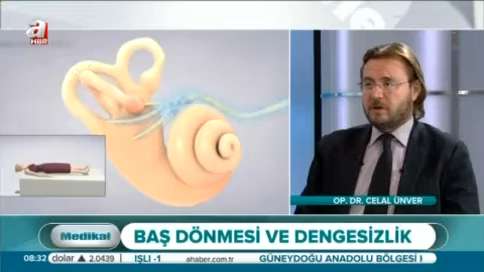 a
HBR
OP. DR. CELAL ÜNVER
Medikal
BAŞ DÖNMESİ VE DENGESİZLİK
08:32 dolar ▲ 2.0439 IŞLI -1 ahaber.com.tr GÜNEYDOĞU ANADOLU BÖLGESİ (